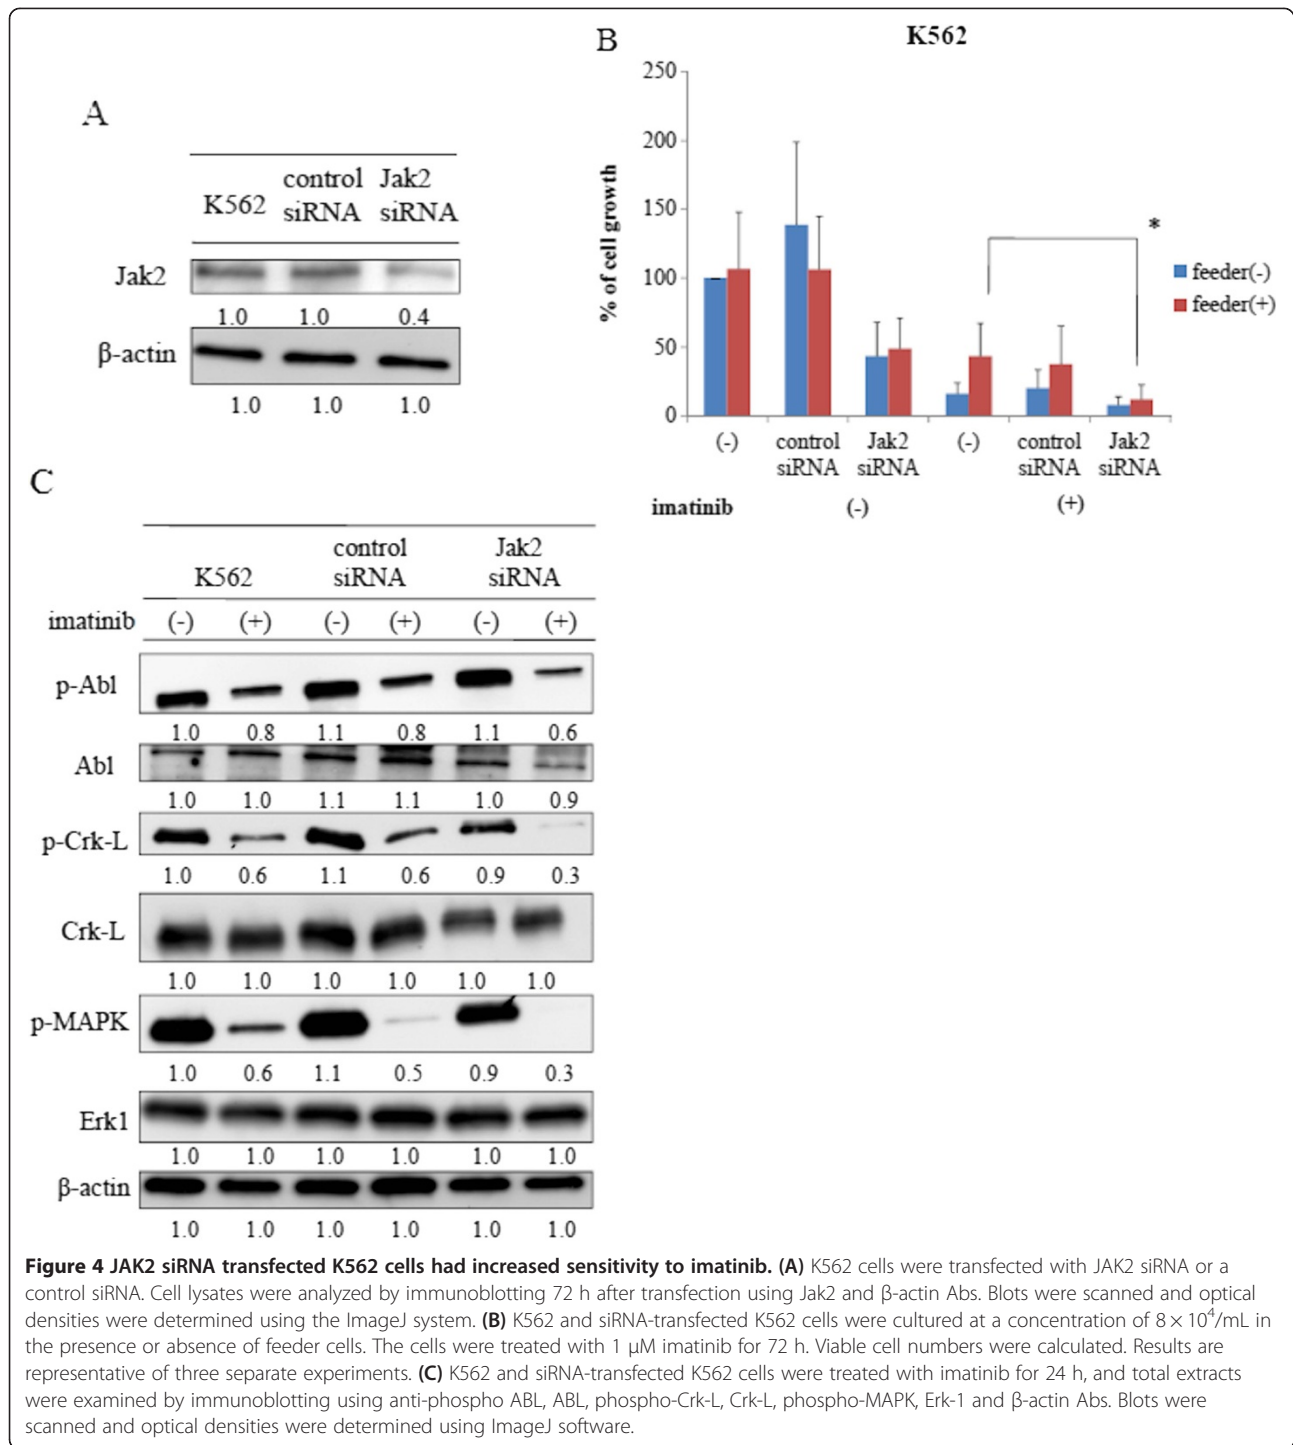 A
K562 control siRNA Jak2 siRNA
Jak2
1.0 1.0 0.4
β-actin
1.0 1.0 1.0
B
K562
% of cell growth
250
200
150
100
50
0
*
feeder(-)
feeder(+)
(-) control siRNA Jak2 siRNA (-) control siRNA Jak2 siRNA
imatinib (-) (+)
C
K562 control siRNA Jak2 siRNA
imatinib (-) (+) (-) (+) (-) (+)
p-Abl
1.0 0.8 1.1 0.8 1.1 0.6
Abl
1.0 1.0 1.1 1.1 1.0 0.9
p-Crk-L
1.0 0.6 1.1 0.6 0.9 0.3
Crk-L
1.0 1.0 1.0 1.0 1.0 1.0
p-MAPK
1.0 0.6 1.1 0.5 0.9 0.3
Erk1
1.0 1.0 1.0 1.0 1.0 1.0
β-actin
1.0 1.0 1.0 1.0 1.0 1.0
Figure 4 JAK2 siRNA transfected K562 cells had increased sensitivity to imatinib. (A) K562 cells were transfected with JAK2 siRNA or a
control siRNA. Cell lysates were analyzed by immunoblotting 72 h after transfection using Jak2 and β-actin Abs. Blots were scanned and optical
densities were determined using the ImageJ system. (B) K562 and siRNA-transfected K562 cells were cultured at a concentration of 8 × 10⁴/mL in
the presence or absence of feeder cells. The cells were treated with 1 μM imatinib for 72 h. Viable cell numbers were calculated. Results are
representative of three separate experiments. (C) K562 and siRNA-transfected K562 cells were treated with imatinib for 24 h, and total extracts
were examined by immunoblotting using anti-phospho ABL, ABL, phospho-Crk-L, Crk-L, phospho-MAPK, Erk-1 and β-actin Abs. Blots were
scanned and optical densities were determined using ImageJ software.